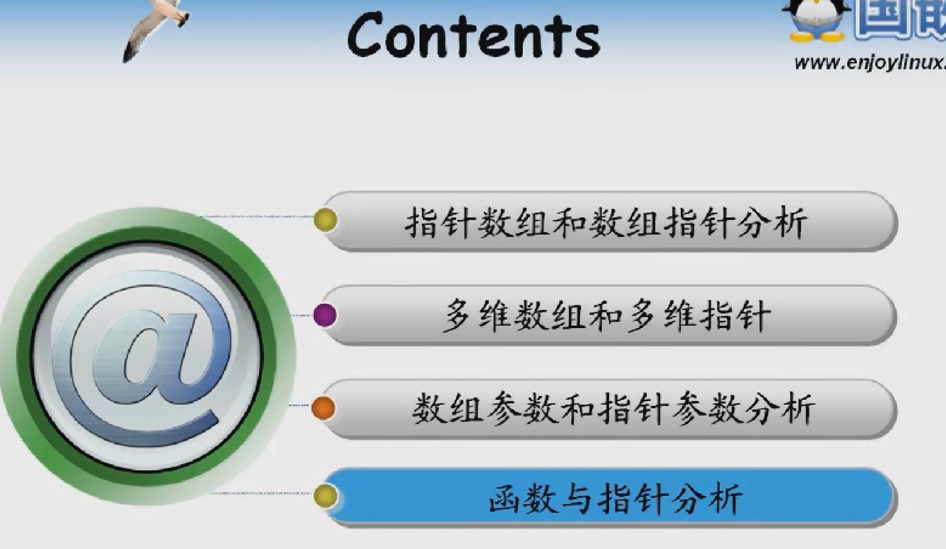 Contents
国嵌
www.enjoylinux.
指针数组和数组指针分析
多维数组和多维指针
数组参数和指针参数分析
@
函数与指针分析